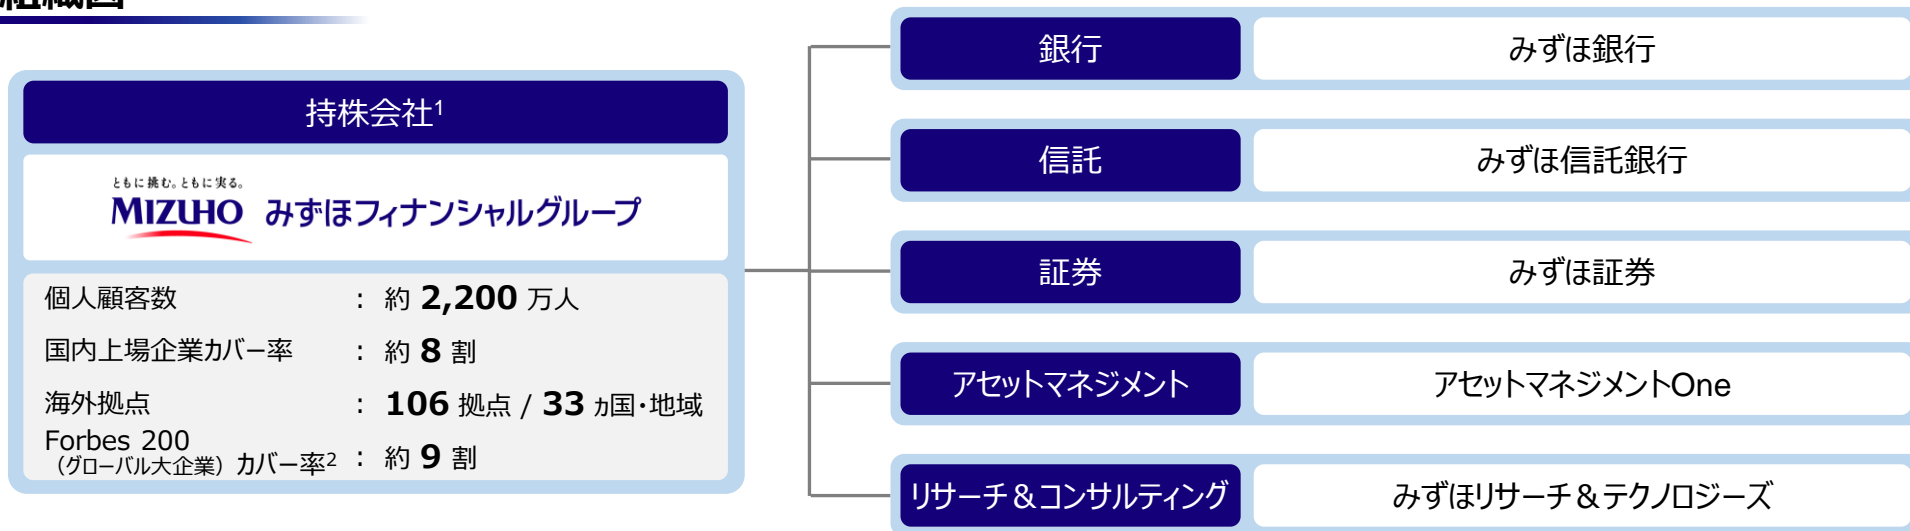 組織図
持株会社1
ともに挑む。ともに実る。
MIZUHO みずほフィナンシャルグループ
個人顧客数 : 約 2,200 万人
国内上場企業カバー率 : 約 8 割
海外拠点 : 106 拠点 / 33 ヵ国・地域
Forbes 200
(グローバル大企業) カバー率2 : 約 9 割
銀行 みずほ銀行
信託 みずほ信託銀行
証券 みずほ証券
アセットマネジメント アセットマネジメントOne
リサーチ&コンサルティング みずほリサーチ&テクノロジーズ